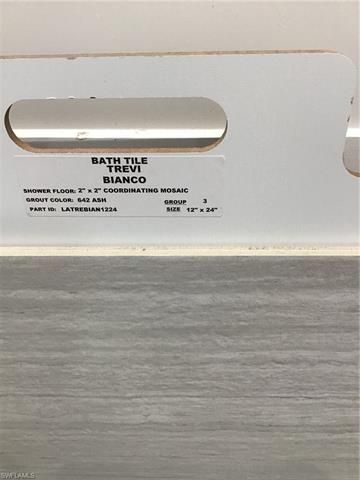 BATH TILE
TREVI
BIANCO
SHOWER FLOOR: 2" x 2" COORDINATING MOSAIC
GROUT COLOR: 642 ASH GROUP 3
PART ID: LATREBIAN1224 SIZE 12" x 24"
SWFLAMLS